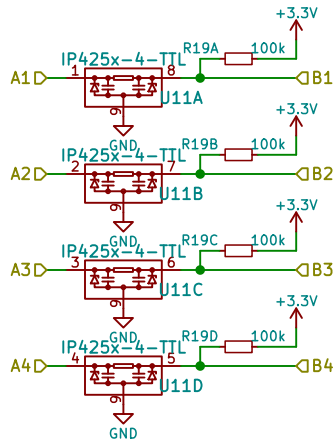 +3.3V
R19A 100k
IP425x-4-TTL
A1 1 8 B1
U11A
9
GND
+3.3V
R19B 100k
IP425x-4-TTL
A2 2 7 B2
U11B
9
GND
+3.3V
R19C 100k
IP425x-4-TTL
A3 3 6 B3
U11C
9
GND
+3.3V
R19D 100k
IP425x-4-TTL
A4 4 5 B4
U11D
9
GND